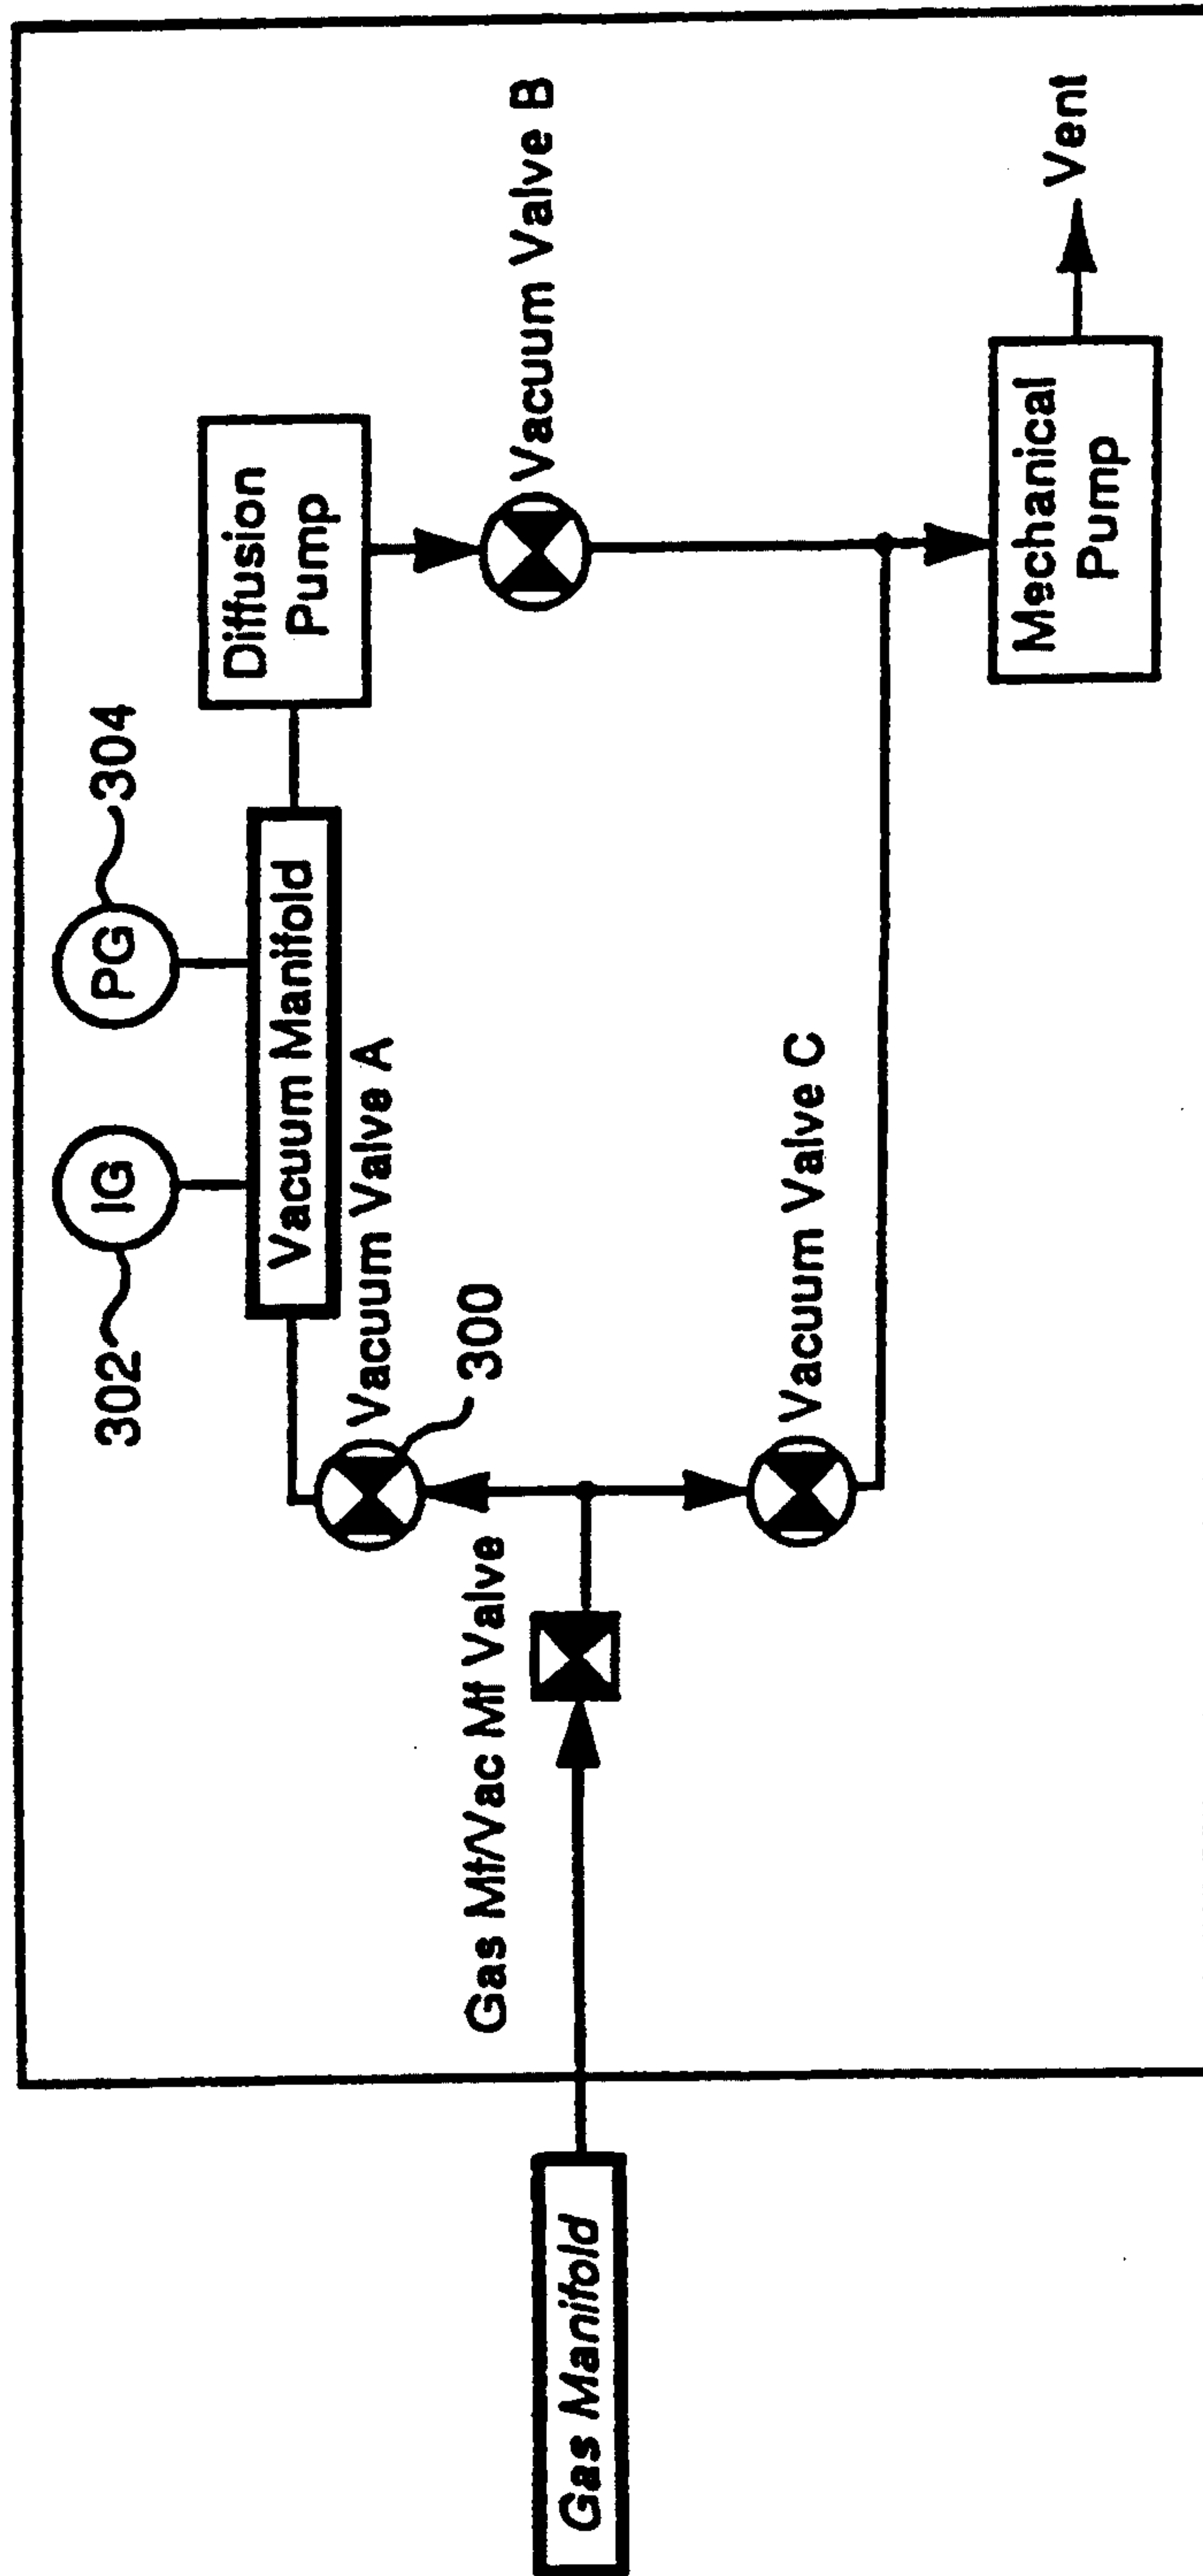 302
IG
PG
304
Vacuum Manifold
Diffusion
Pump
Vacuum Valve A
300
Vacuum Valve B
Gas Mf/Vac Mf Valve
Gas Manifold
Vacuum Valve C
Mechanical
Pump
Vent